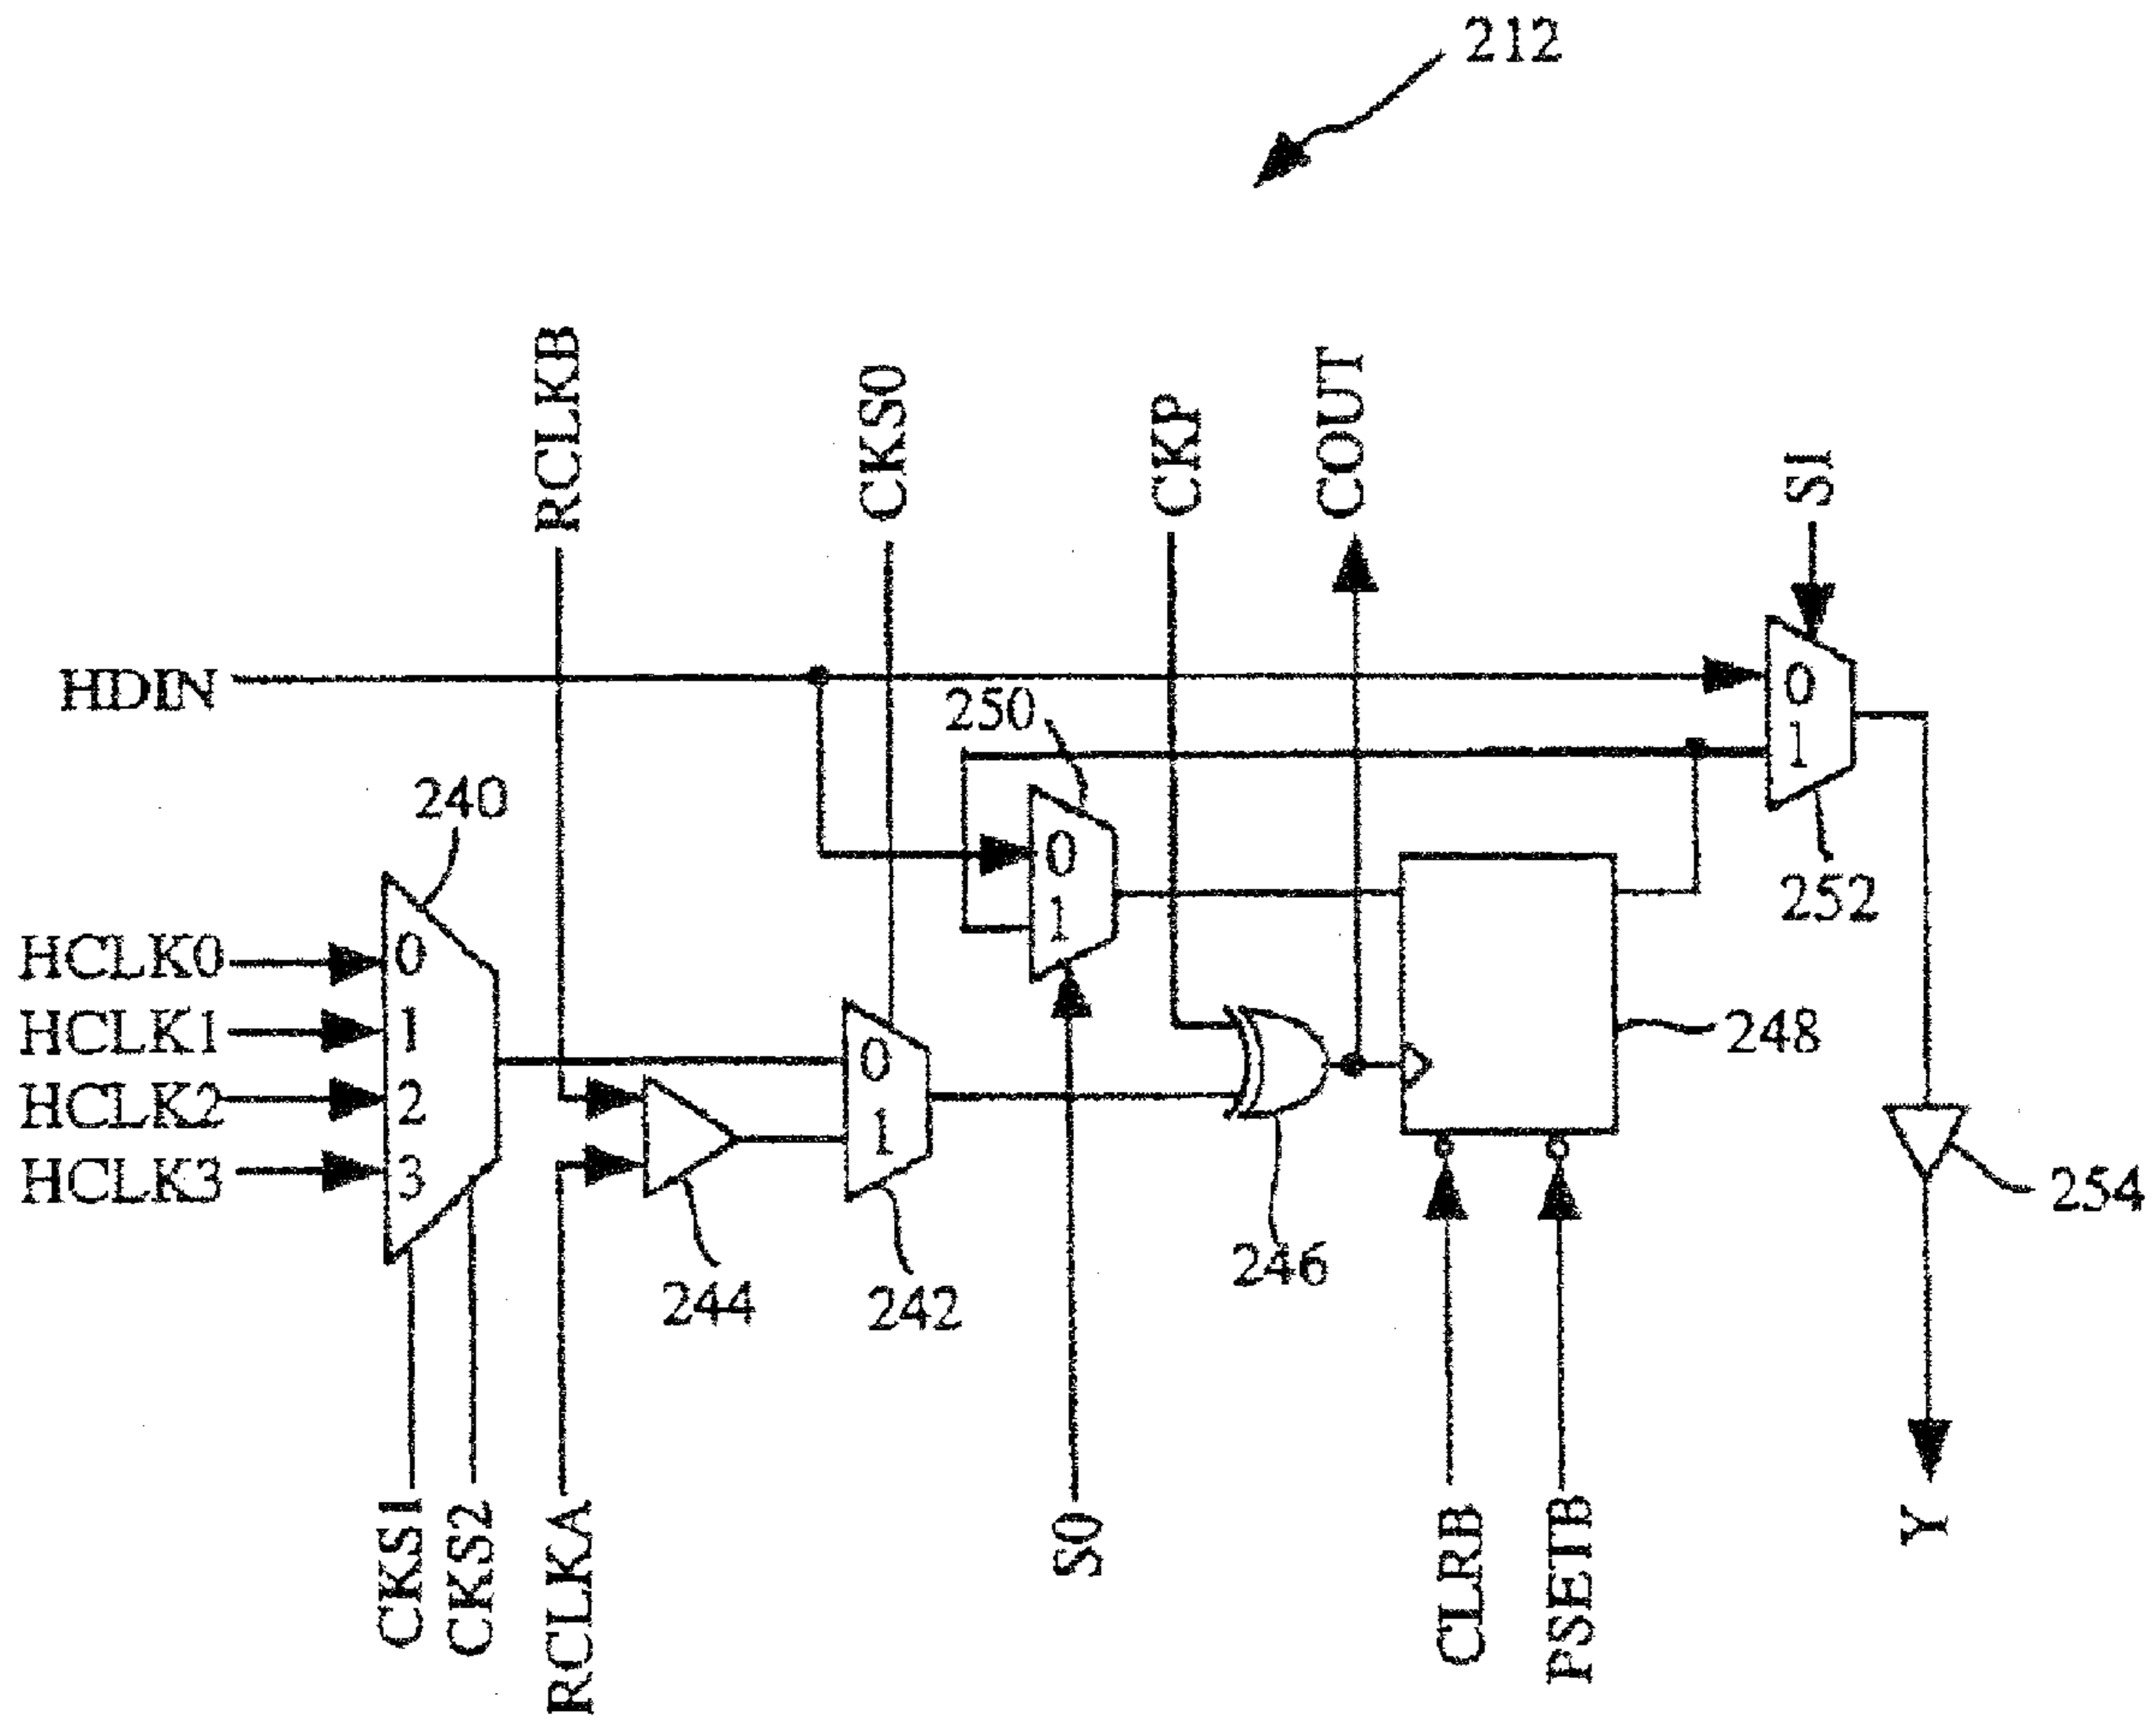 212
RCLKB
CKS0
CKP
COUT
S1
HDIN
250
0
1
240
0
1
252
HCLK0
0
HCLK1
1
HCLK2
2
HCLK3
3
0
1
248
254
244
242
246
CKS1
CKS2
RCLKA
S0
CLRB
PSETB
Y